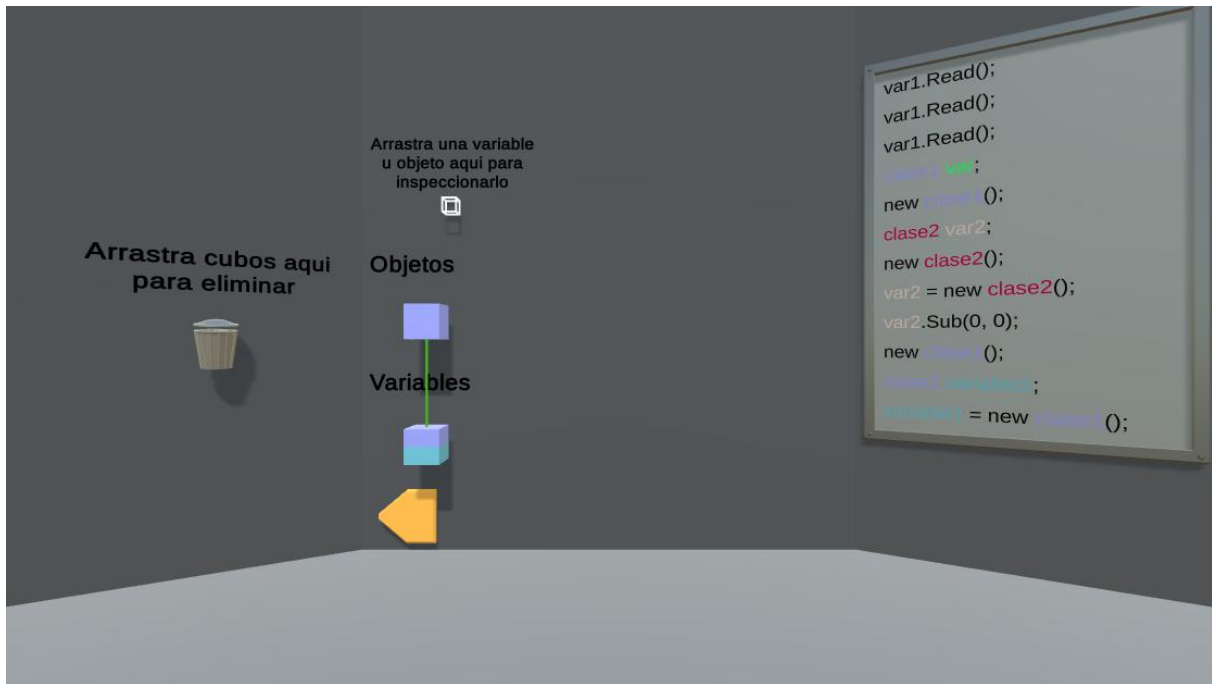 Arrastra cubos aqui
para eliminar
Arrastra una variable
u objeto aqui para
inspeccionarlo
Objetos
Variables
var1.Read();
var1.Read();
var1.Read();
var;
new ();
clase2 var2;
new clase2();
var2 = new clase2();
var2.Sub(0, 0);
new ();
;
= new ();